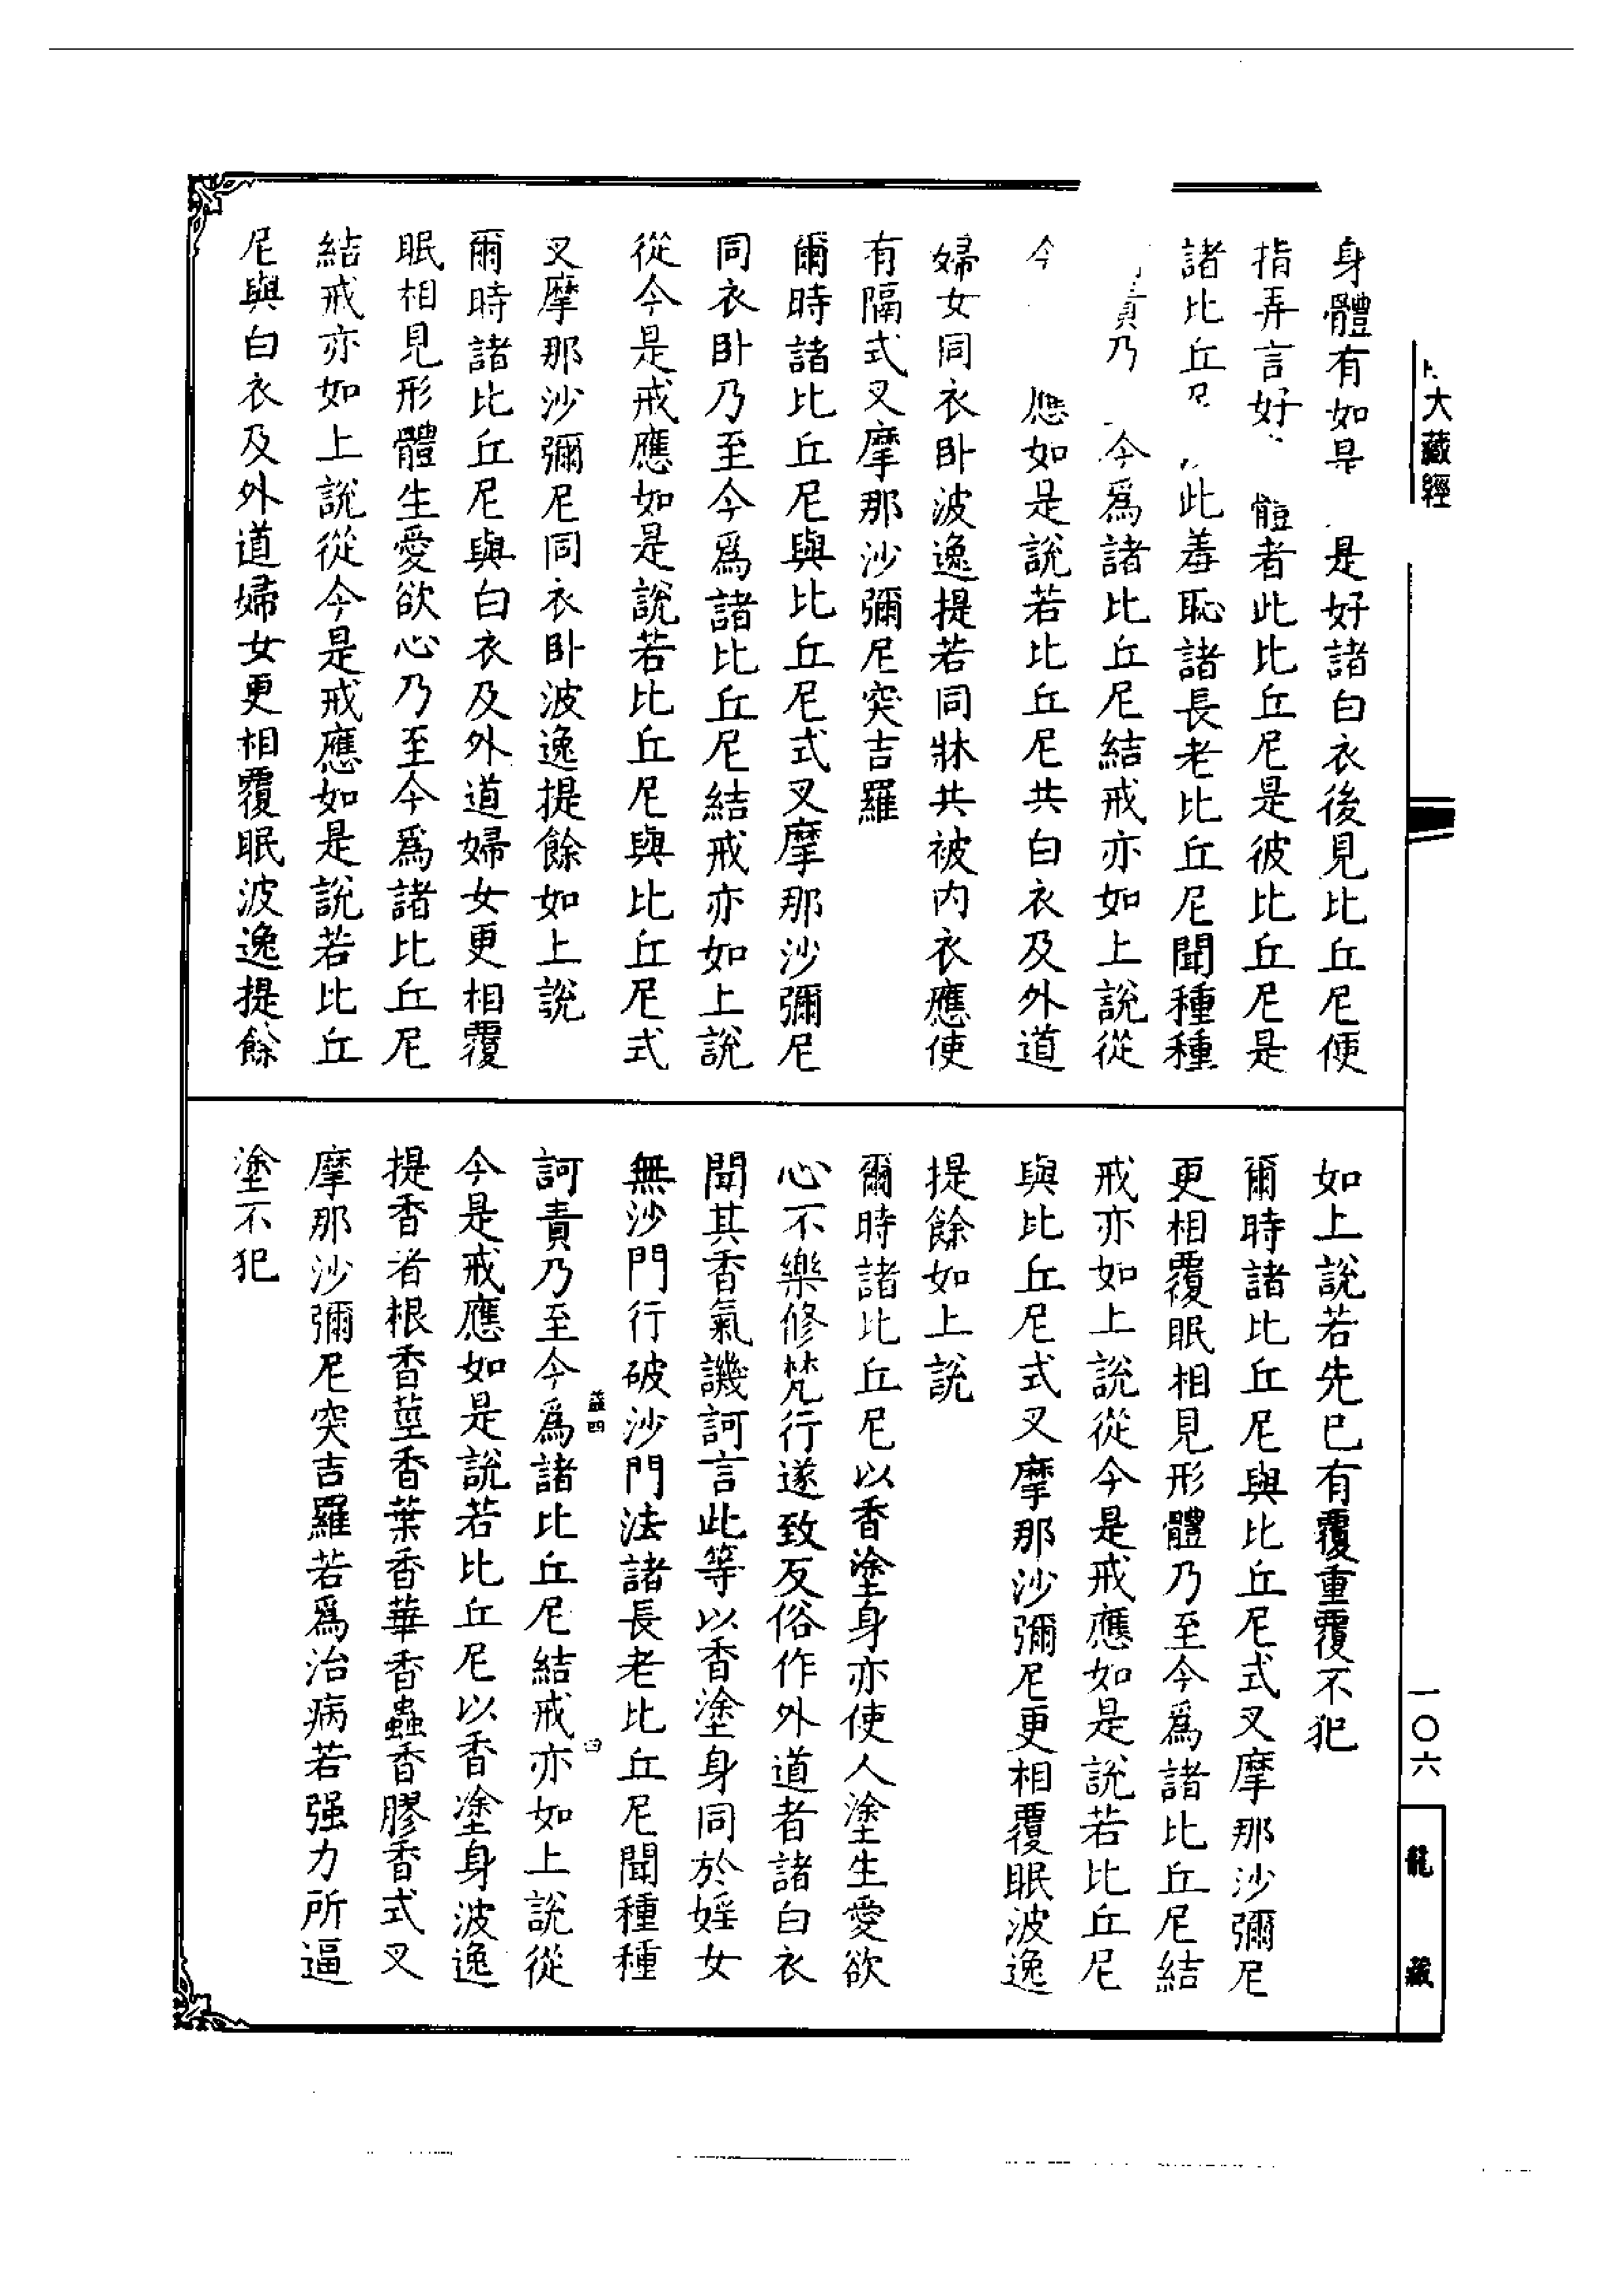 大藏經
身體有如是是好諸白衣後見比丘尼便
指弄言好體者此比丘尼是彼比丘尼是
諸比丘尼此羞恥諸長老比丘尼聞種種
責乃今爲諸比丘尼結戒亦如上說從
今應如是說若比丘尼共白衣及外道
婦女同衣卧波逸提若同牀共被內衣應使
有隔式叉摩那沙彌尼突吉羅
爾時諸比丘尼與比丘尼式叉摩那沙彌尼
同衣卧乃至今爲諸比丘尼結戒亦如上說
從今是戒應如是說若比丘尼與比丘尼式
叉摩那沙彌尼同衣卧波逸提餘如上說
爾時諸比丘尼與白衣及外道婦女更相覆
眠相見形體生愛欲心乃至今爲諸比丘尼
結戒亦如上說從今是戒應如是說若比丘
尼與白衣及外道婦女更相覆眠波逸提餘
如上說若先已有覆重覆不犯
爾時諸比丘尼與比丘尼式叉摩那沙彌尼
更相覆眠相見形體乃至今爲諸比丘尼結
戒亦如上說從今是戒應如是說若比丘尼
與比丘尼式叉摩那沙彌尼更相覆眠波逸
提餘如上說
爾時諸比丘尼以香塗身亦使人塗生愛欲
心不樂修梵行遂致反俗作外道者諸白衣
聞其香氣譏訶言此等以香塗身同於婬女
無沙門行破沙門法諸長老比丘尼聞種種
訶責乃至今爲諸比丘尼結戒亦如上說從
今是戒應如是說若比丘尼以香塗身波逸
提香者根香莖香葉香華香蟲香膠香式叉
摩那沙彌尼突吉羅若爲治病若强力所逼
塗不犯
一〇六
龍藏